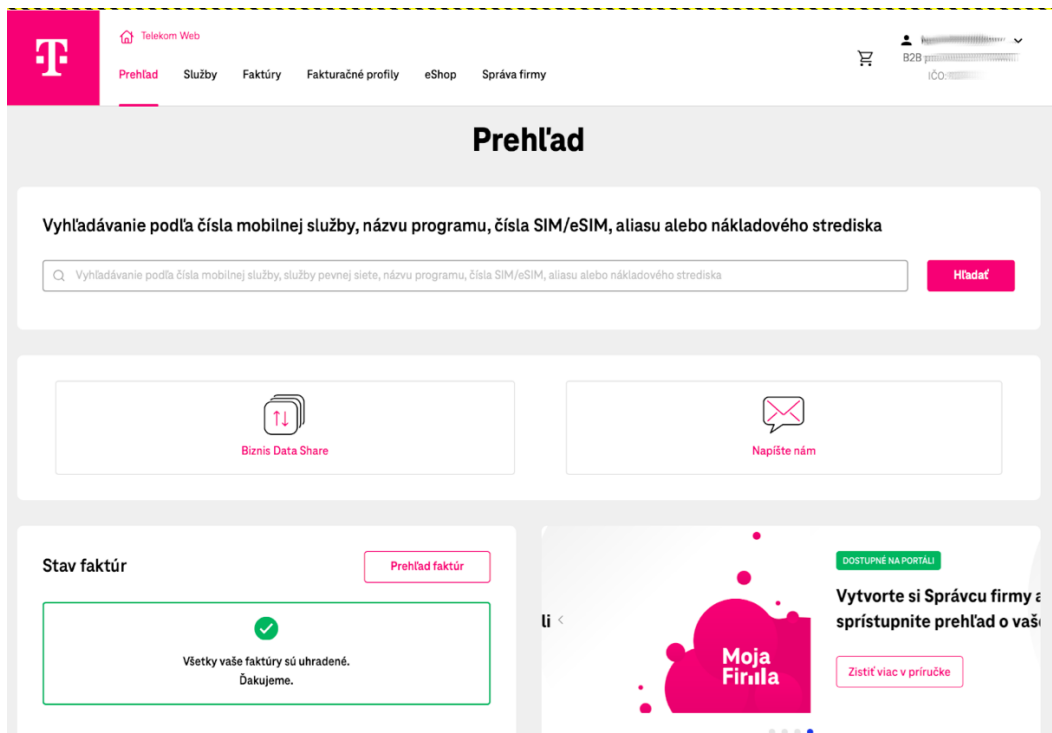 T
Telekom Web
Prehľad Služby Faktúry Fakturačné profily eShop Správa firmy
B2B
IČO:
Prehľad
Vyhľadávanie podľa čísla mobilnej služby, názvu programu, čísla SIM/eSIM, aliasu alebo nákladového strediska
Vyhľadávanie podľa čísla mobilnej služby, služby pevnej siete, názvu programu, čísla SIM/eSIM, aliasu alebo nákladového strediska
Hľadať
Biznis Data Share
Napíšte nám
Stav faktúr
Prehľad faktúr
Všetky vaše faktúry sú uhradené.
Ďakujeme.
li
Moja
Firma
DOSTUPNÉ NA PORTÁLI
Vytvorte si Správcu firmy a
sprístupnite prehľad o vaš
Zistiť viac v príručke